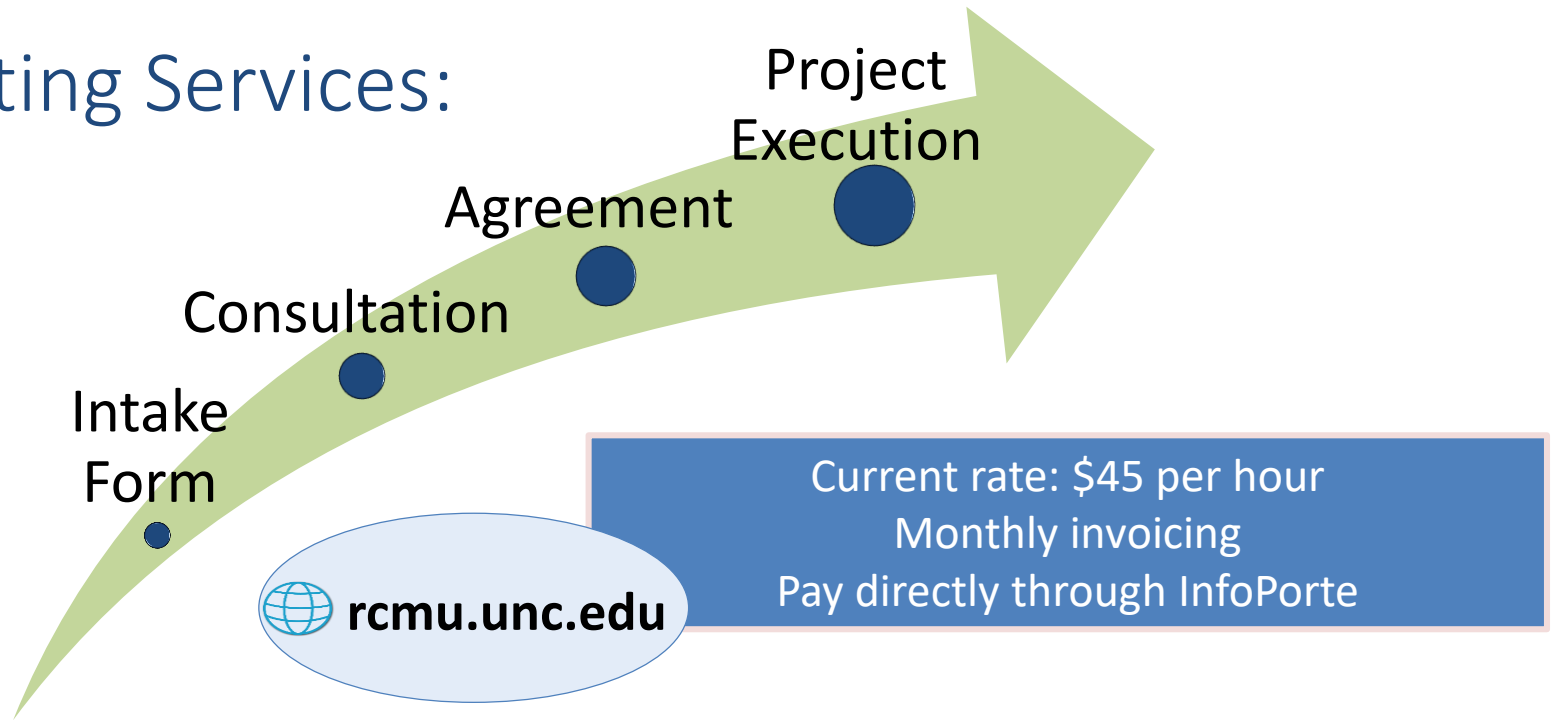 ting Services:
Project
Execution
Agreement
Consultation
Intake
Form
Current rate: $45 per hour
Monthly invoicing
Pay directly through InfoPorte
rcmu.unc.edu